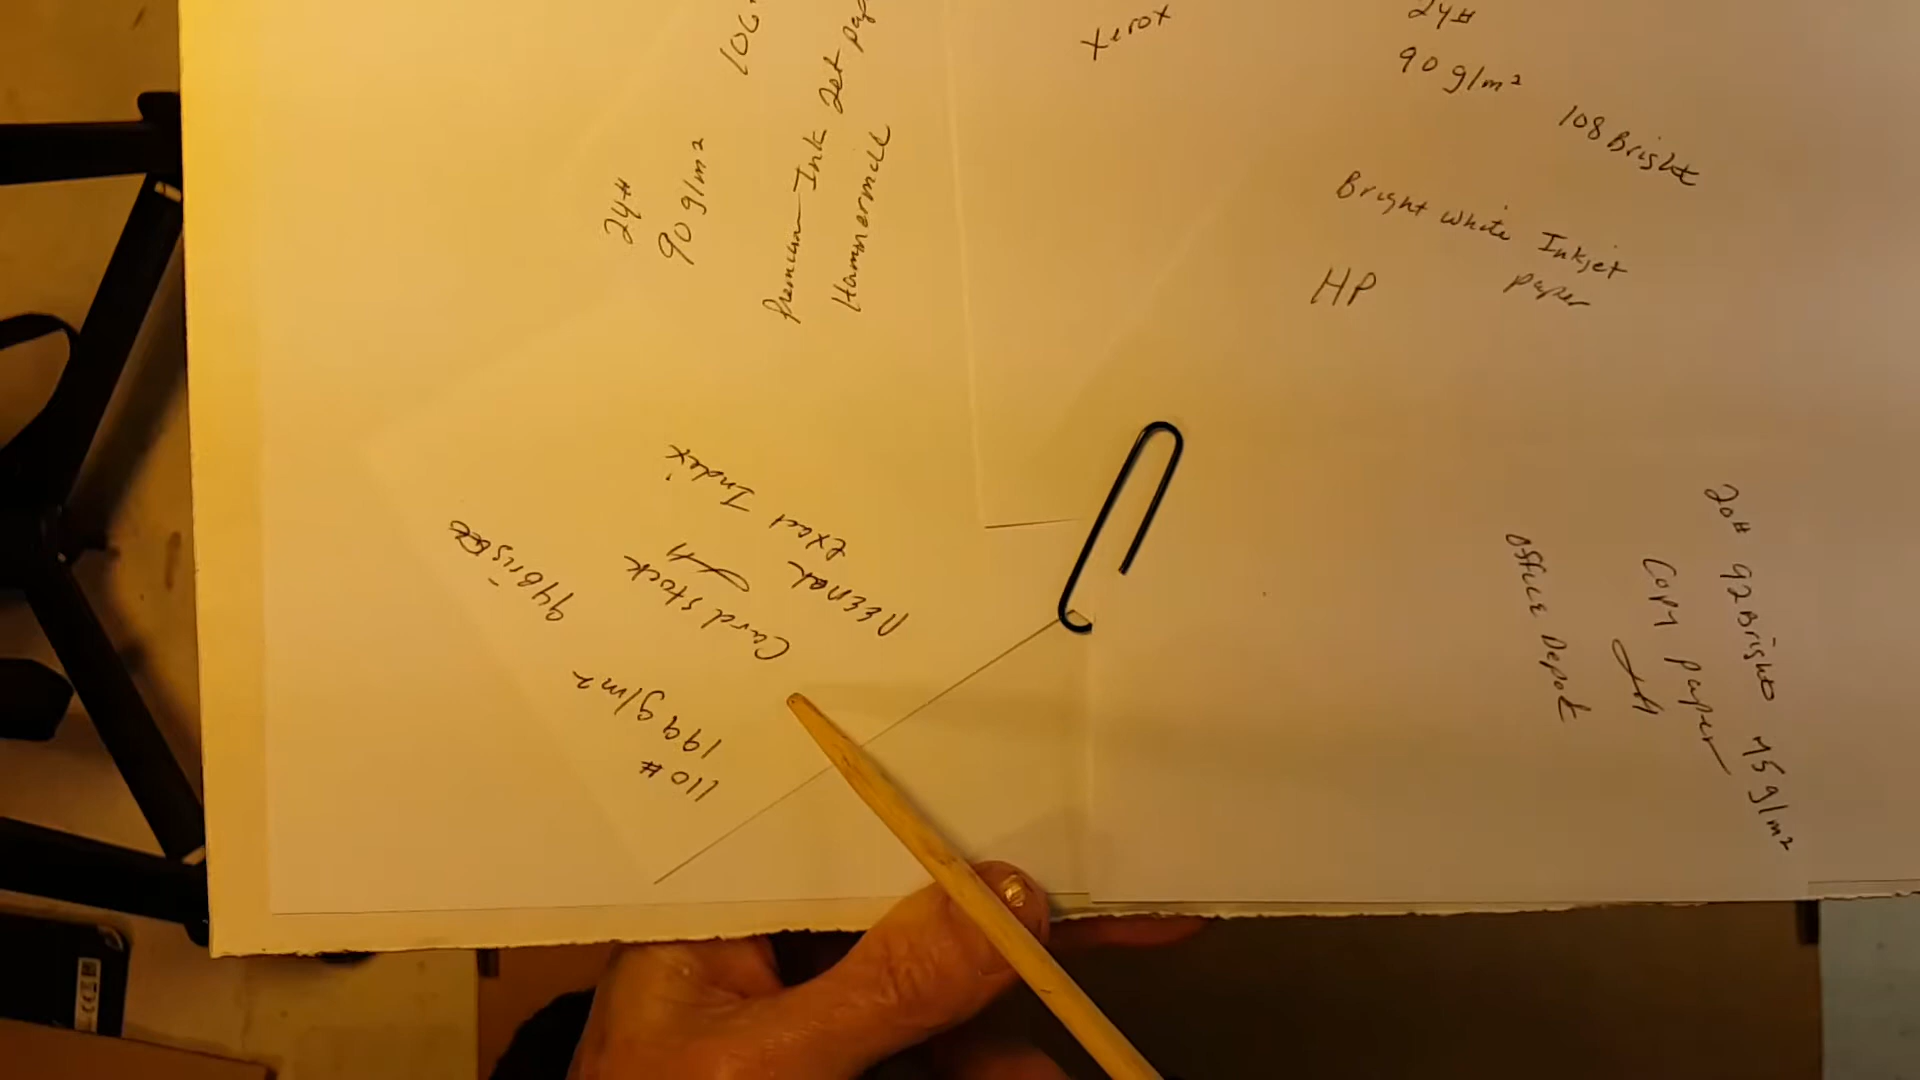 Xerox
24#
90 g/m²
108 Bright
Bright white Inkjet
paper
HP
24#
90 g/m²
Premium Ink Jet
Hammermill
110#
199 g/m²
94 Bright
Card stock
NEENAH
Exact Index
20# 92 Bright 75 g/m²
Copy paper
Office Depot